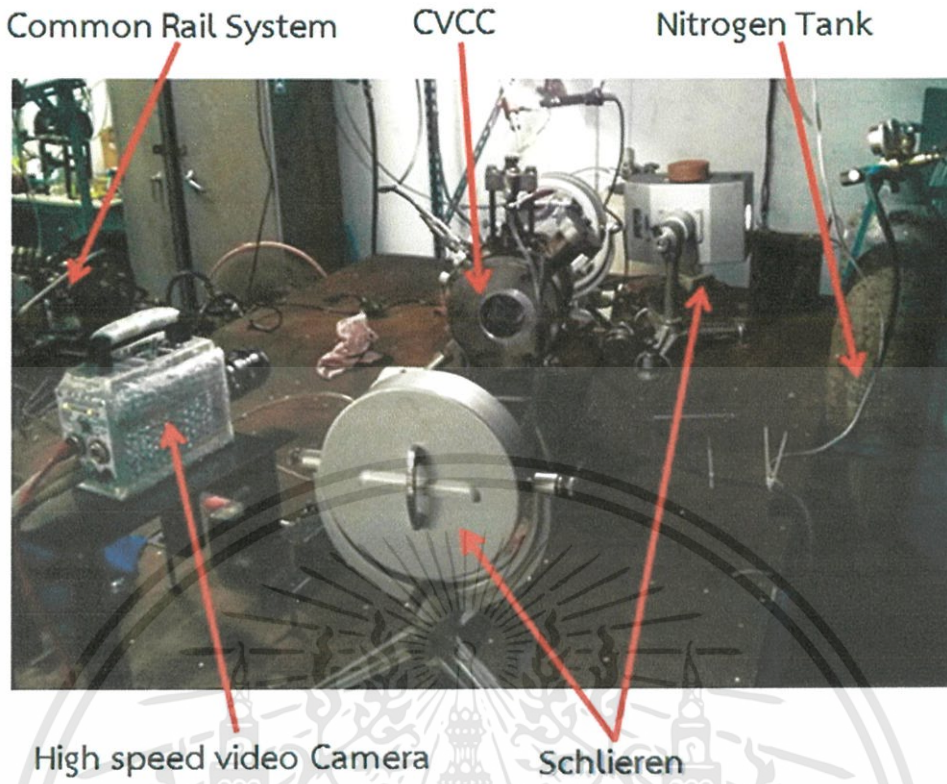 Common Rail System
CVCC
Nitrogen Tank
High speed video Camera
Schlieren